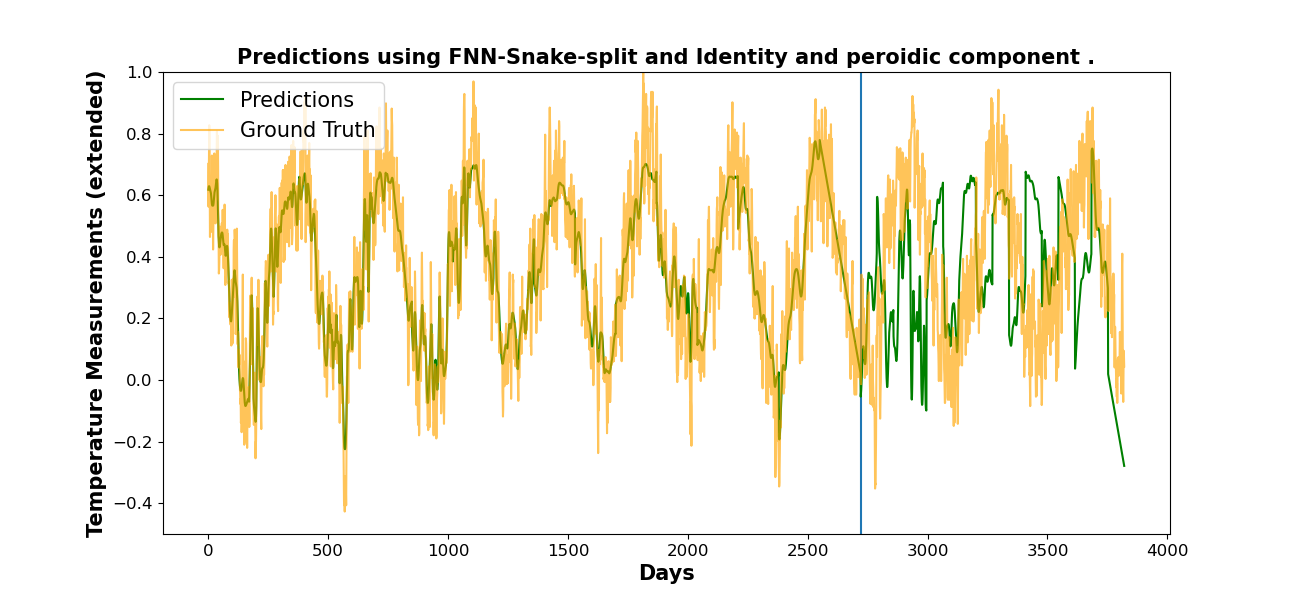 Predictions using FNN-Snake-split and Identity and peroidic component .
Temperature Measurements (extended)
1.0
0.8
0.6
0.4
0.2
0.0
−0.2
−0.4
Predictions
Ground Truth
0 500 1000 1500 2000 2500 3000 3500 4000
Days